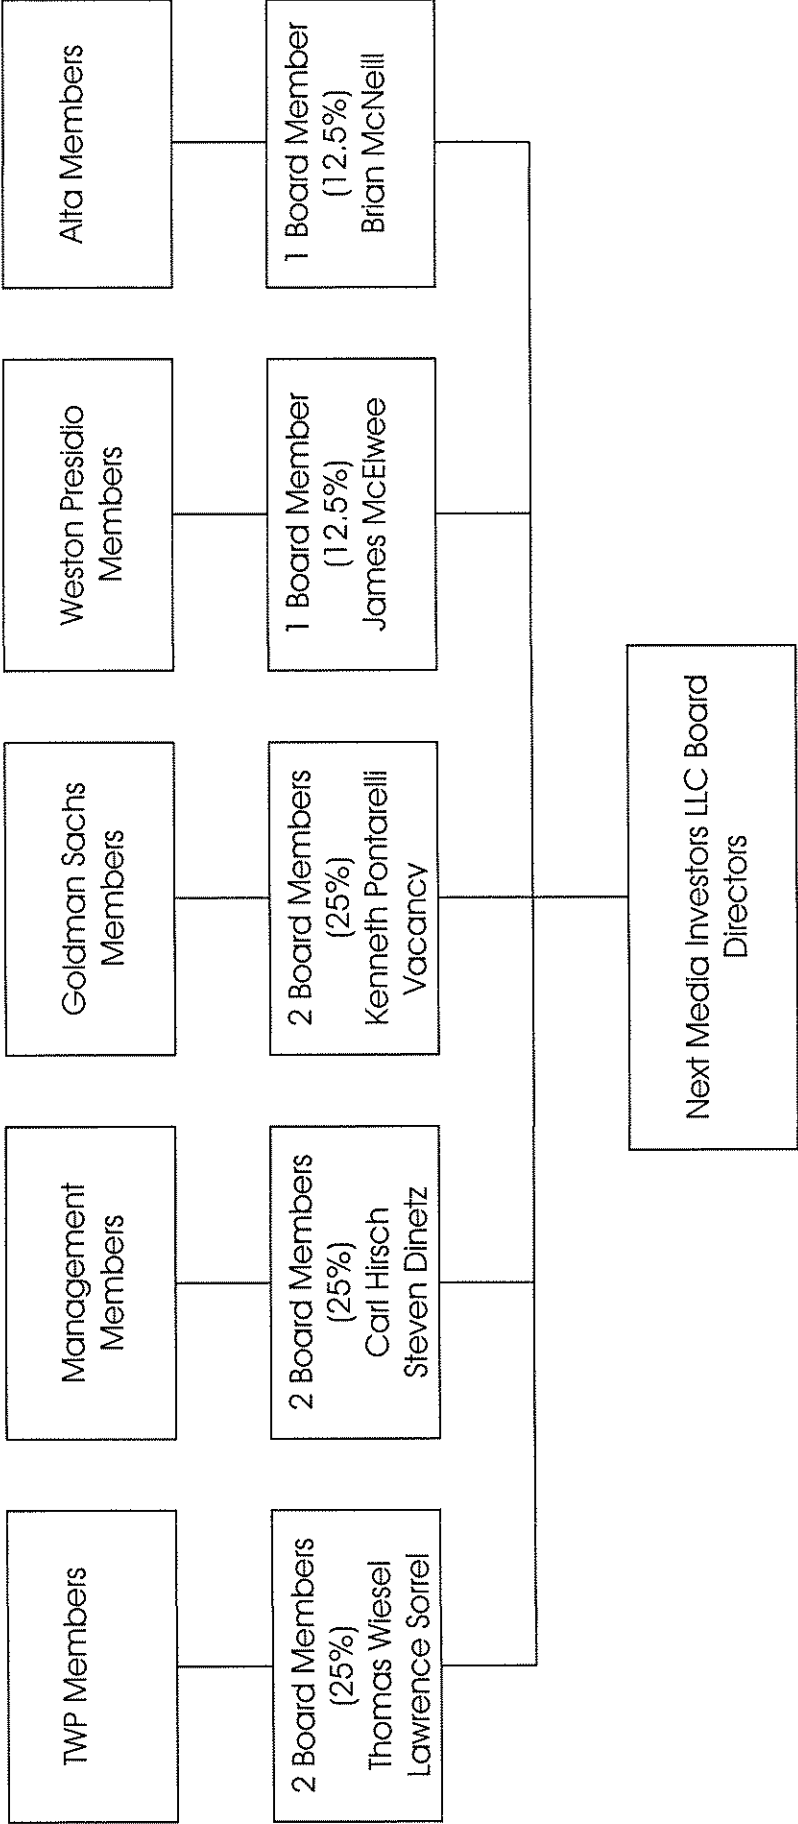 TWP Members
Management
Members
Goldman Sachs
Members
Weston Presidio
Members
Alta Members
2 Board Members
(25%)
Thomas Wiesel
Lawrence Sorrel
2 Board Members
(25%)
Carl Hirsch
Steven Dinetz
2 Board Members
(25%)
Kenneth Pontarelli
Vacancy
1 Board Member
(12.5%)
James McElwee
1 Board Member
(12.5%)
Brian McNeill
Next Media Investors LLC Board
Directors